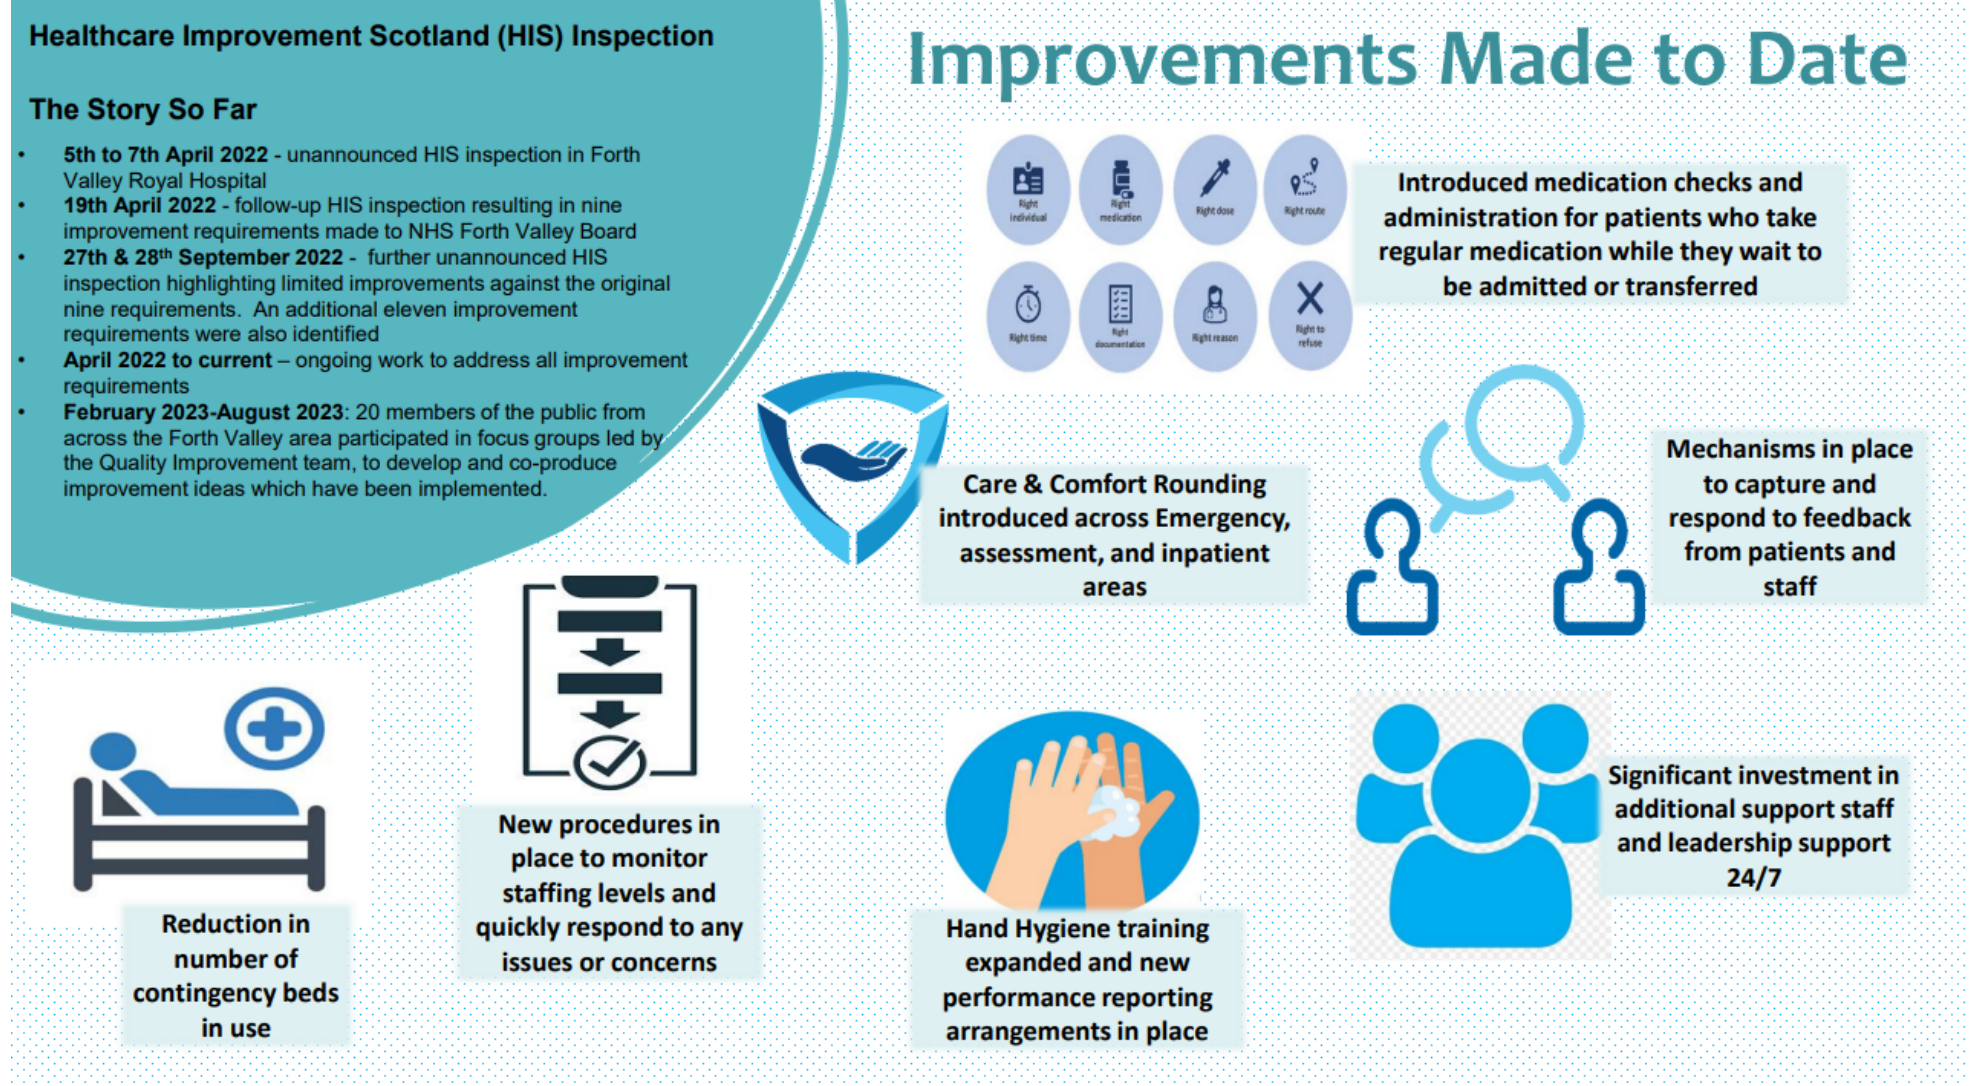 Healthcare Improvement Scotland (HIS) Inspection
The Story So Far
• 5th to 7th April 2022 - unannounced HIS inspection in Forth
Valley Royal Hospital
• 19th April 2022 - follow-up HIS inspection resulting in nine
improvement requirements made to NHS Forth Valley Board
• 27th & 28th September 2022 - further unannounced HIS
inspection highlighting limited improvements against the original
nine requirements. An additional eleven improvement
requirements were also identified
• April 2022 to current – ongoing work to address all improvement
requirements
• February 2023-August 2023: 20 members of the public from
across the Forth Valley area participated in focus groups led by
the Quality Improvement team, to develop and co-produce
improvement ideas which have been implemented.
Improvements Made to Date
Right
individual
Right
medication
Right dose
Right route
Right time
Right
documentation
Right reason
Right to
refuse
Introduced medication checks and
administration for patients who take
regular medication while they wait to
be admitted or transferred
Care & Comfort Rounding
introduced across Emergency,
assessment, and inpatient
areas
Mechanisms in place
to capture and
respond to feedback
from patients and
staff
Reduction in
number of
contingency beds
in use
New procedures in
place to monitor
staffing levels and
quickly respond to any
issues or concerns
Hand Hygiene training
expanded and new
performance reporting
arrangements in place
Significant investment in
additional support staff
and leadership support
24/7